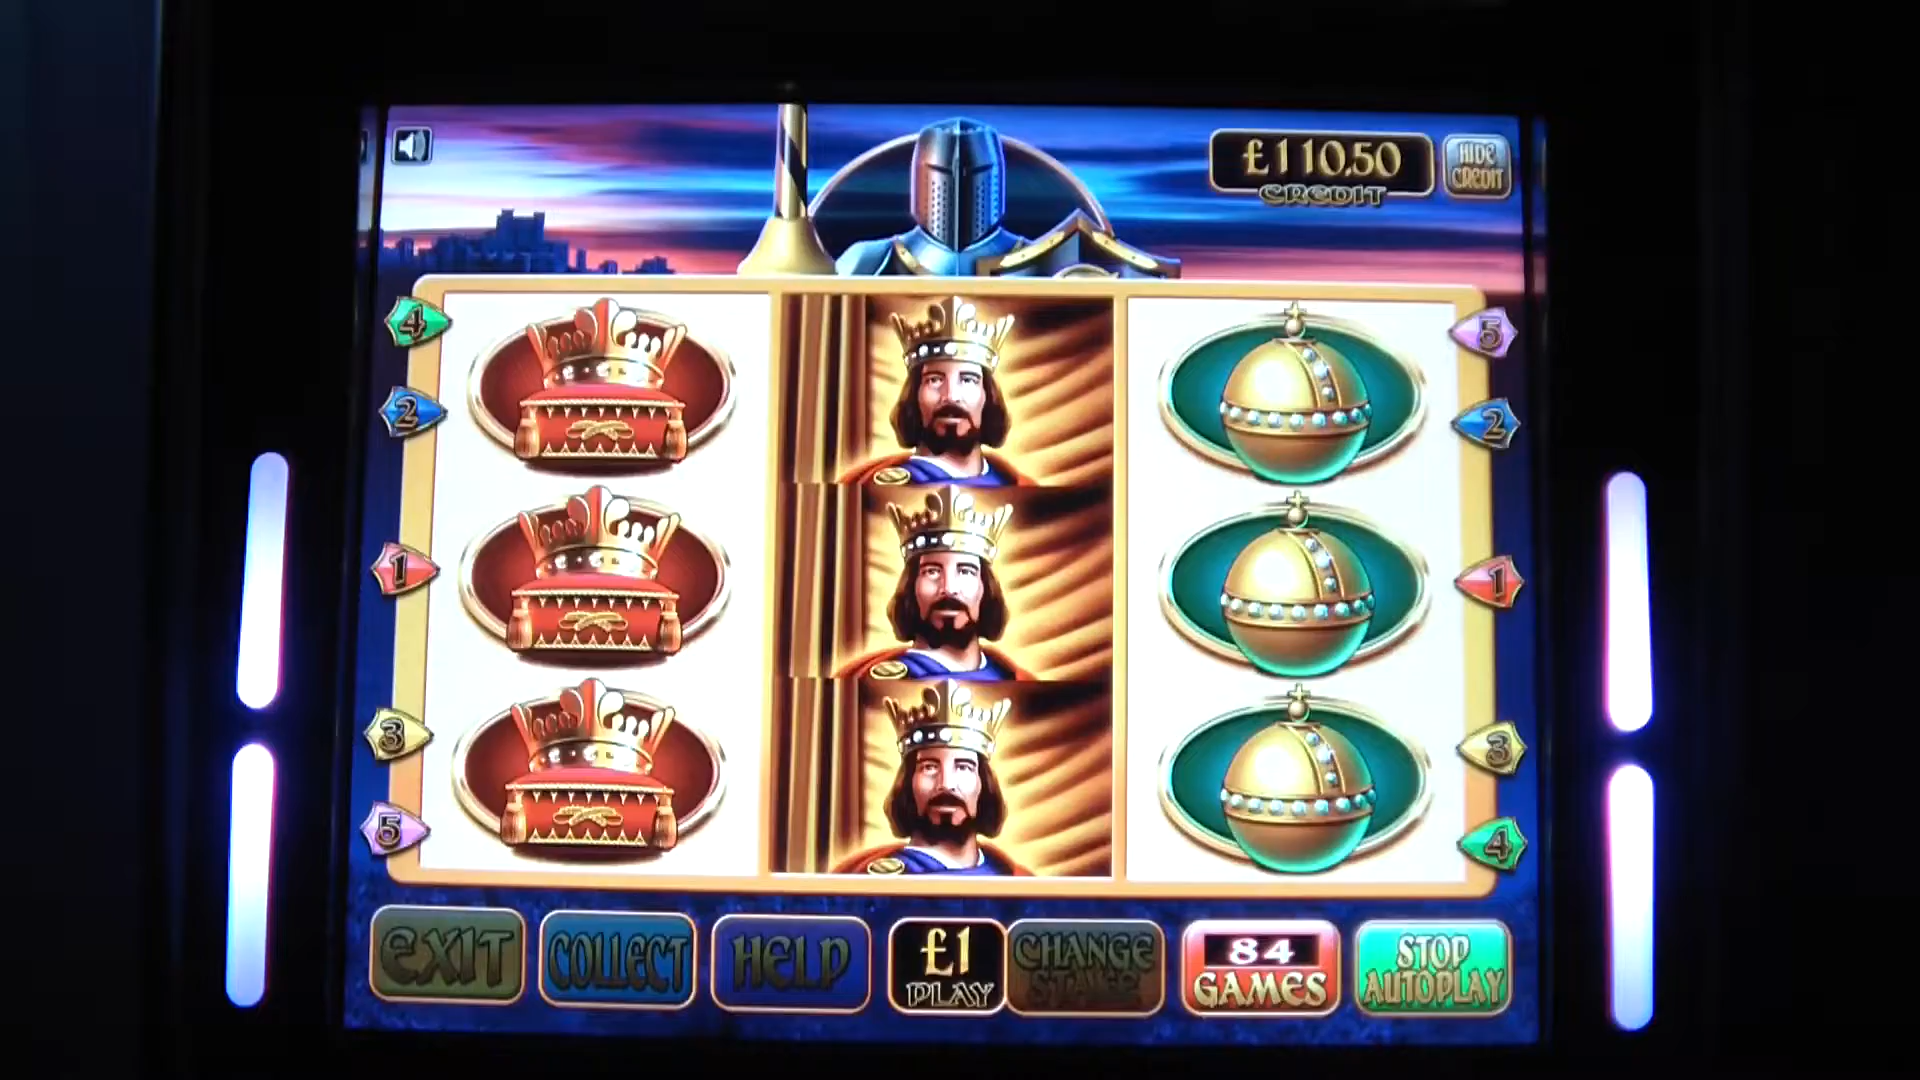 £110.50
CREDIT
HIDE
CREDIT
4
5
2
2
1
1
3
3
5
4
EXIT
COLLECT
HELP
£1
PLAY
CHANGE
STAKE
84
GAMES
STOP
AUTOPLAY